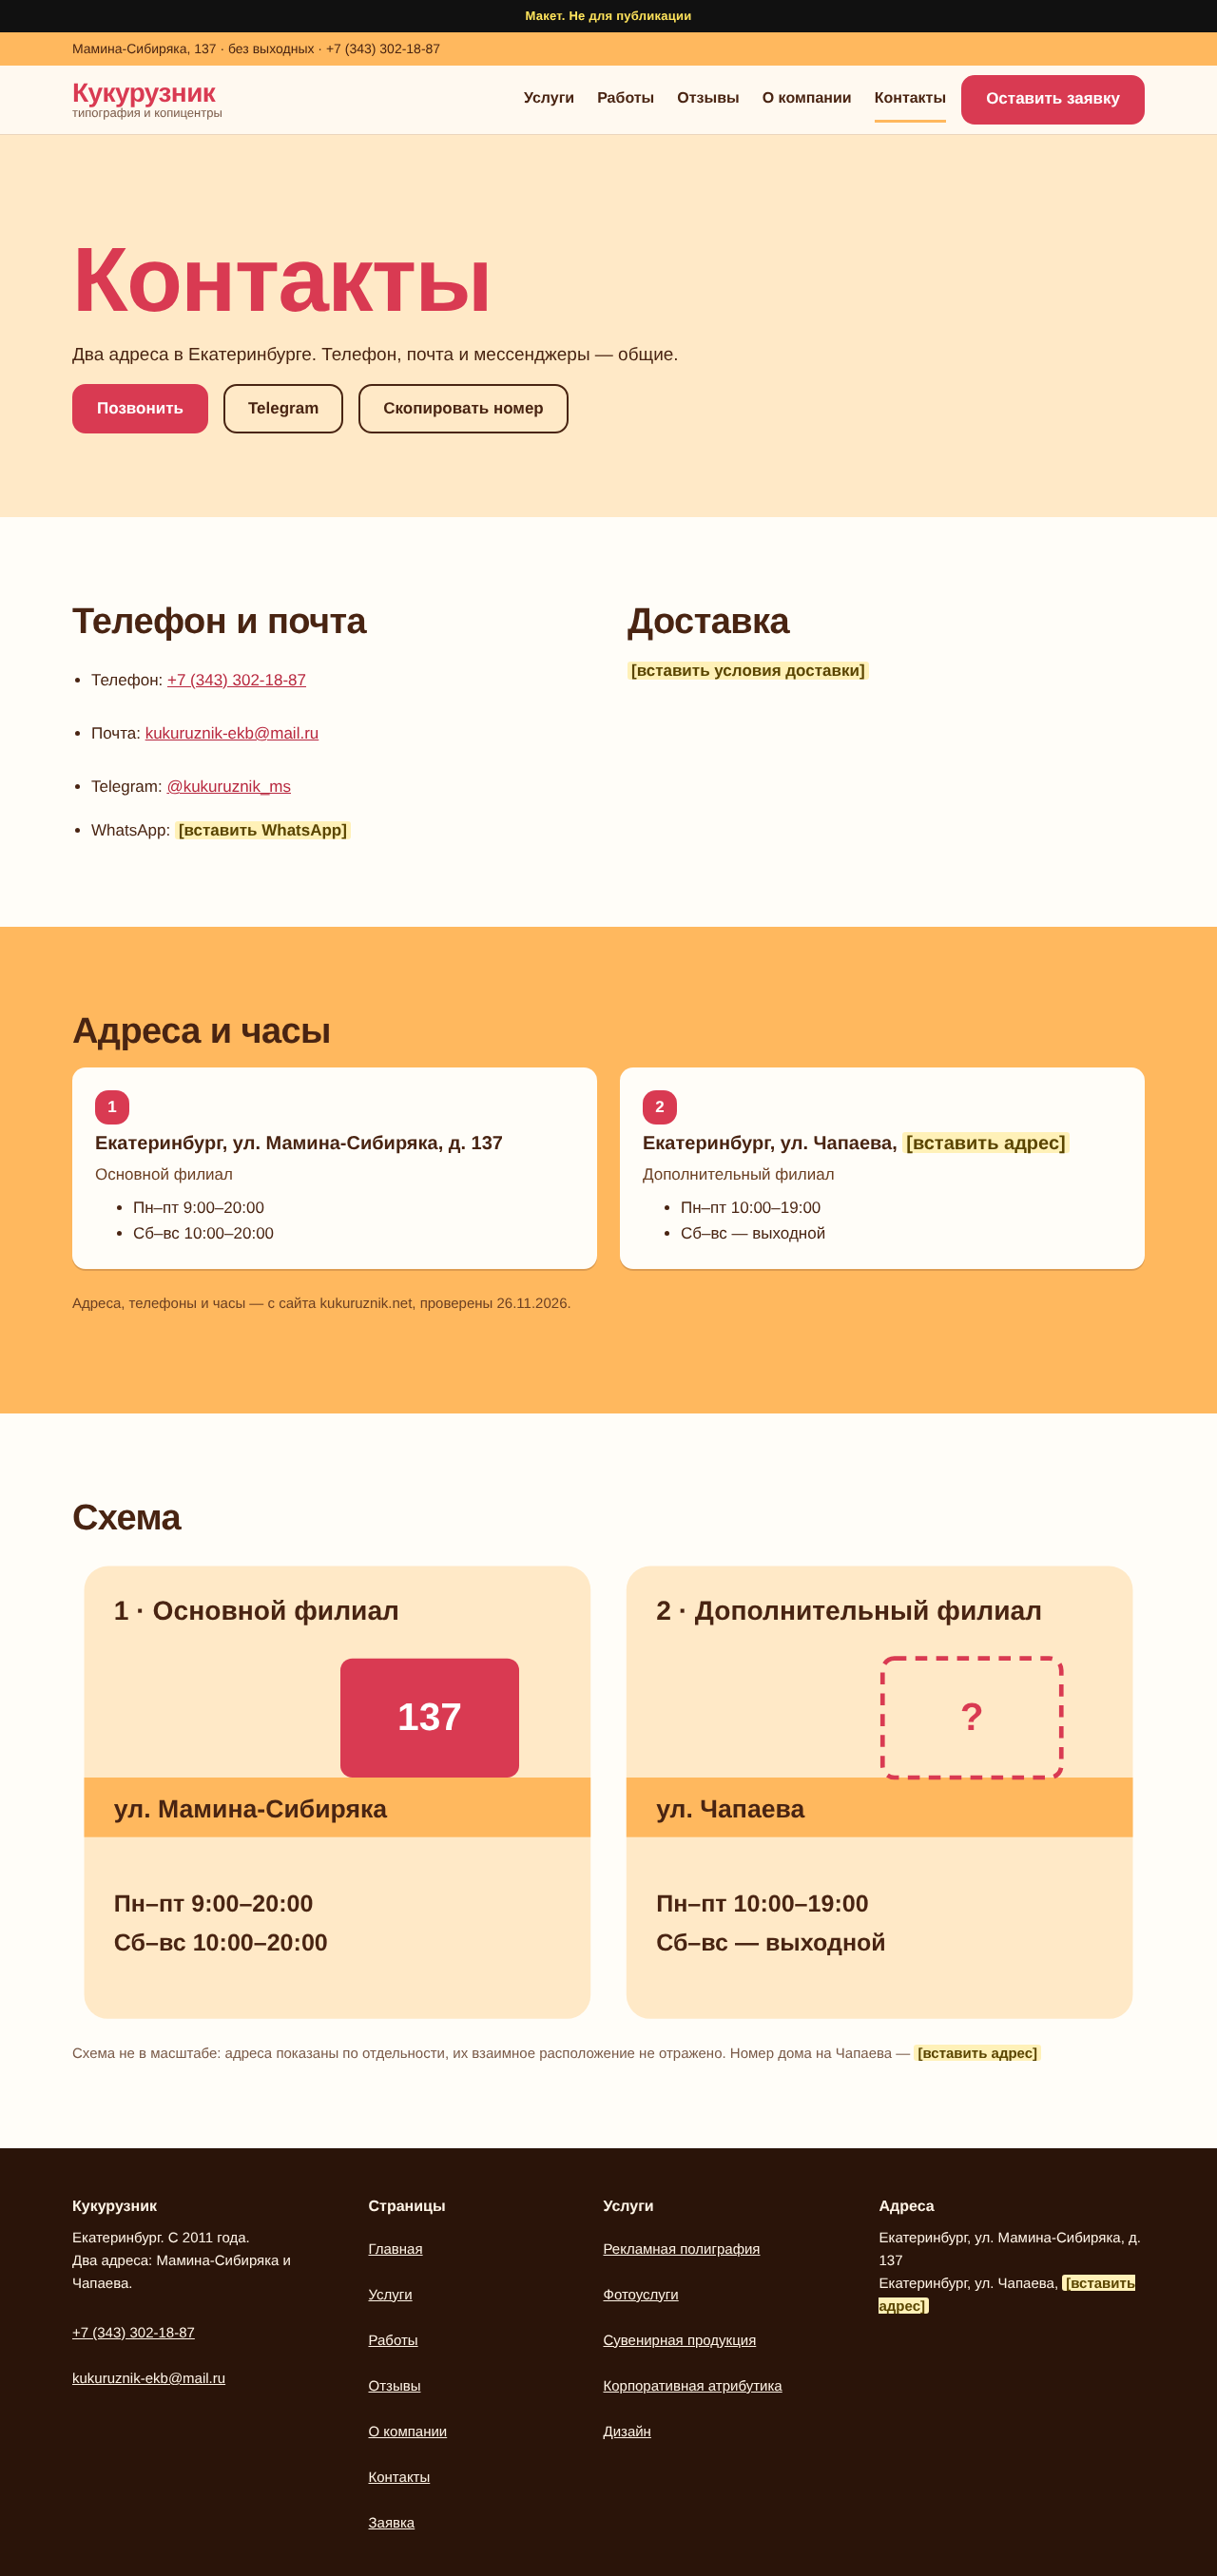 Макет. Не для публикации
Мамина-Сибиряка, 137 · без выходных · +7 (343) 302-18-87
Кукурузник
типография и копицентры
Услуги
Работы
Отзывы
О компании
Контакты
Оставить заявку
Контакты
Два адреса в Екатеринбурге. Телефон, почта и мессенджеры — общие.
Позвонить
Telegram
Скопировать номер
Телефон и почта
• Телефон: +7 (343) 302-18-87
• Почта: kukuruznik-ekb@mail.ru
• Telegram: @kukuruznik_ms
• WhatsApp: [вставить WhatsApp]
Доставка
[вставить условия доставки]
Адреса и часы
1
Екатеринбург, ул. Мамина-Сибиряка, д. 137
Основной филиал
• Пн–пт 9:00–20:00
• Сб–вс 10:00–20:00
2
Екатеринбург, ул. Чапаева, [вставить адрес]
Дополнительный филиал
• Пн–пт 10:00–19:00
• Сб–вс — выходной
Адреса, телефоны и часы — с сайта kukuruznik.net, проверены 26.11.2026.
Схема
1 · Основной филиал
137
ул. Мамина-Сибиряка
Пн–пт 9:00–20:00
Сб–вс 10:00–20:00
2 · Дополнительный филиал
?
ул. Чапаева
Пн–пт 10:00–19:00
Сб–вс — выходной
Схема не в масштабе: адреса показаны по отдельности, их взаимное расположение не отражено. Номер дома на Чапаева — [вставить адрес]
Кукурузник
Екатеринбург. С 2011 года.
Два адреса: Мамина-Сибиряка и
Чапаева.
+7 (343) 302-18-87
kukuruznik-ekb@mail.ru
Страницы
Главная
Услуги
Работы
Отзывы
О компании
Контакты
Заявка
Услуги
Рекламная полиграфия
Фотоуслуги
Сувенирная продукция
Корпоративная атрибутика
Дизайн
Адреса
Екатеринбург, ул. Мамина-Сибиряка, д.
137
Екатеринбург, ул. Чапаева, [вставить
адрес]